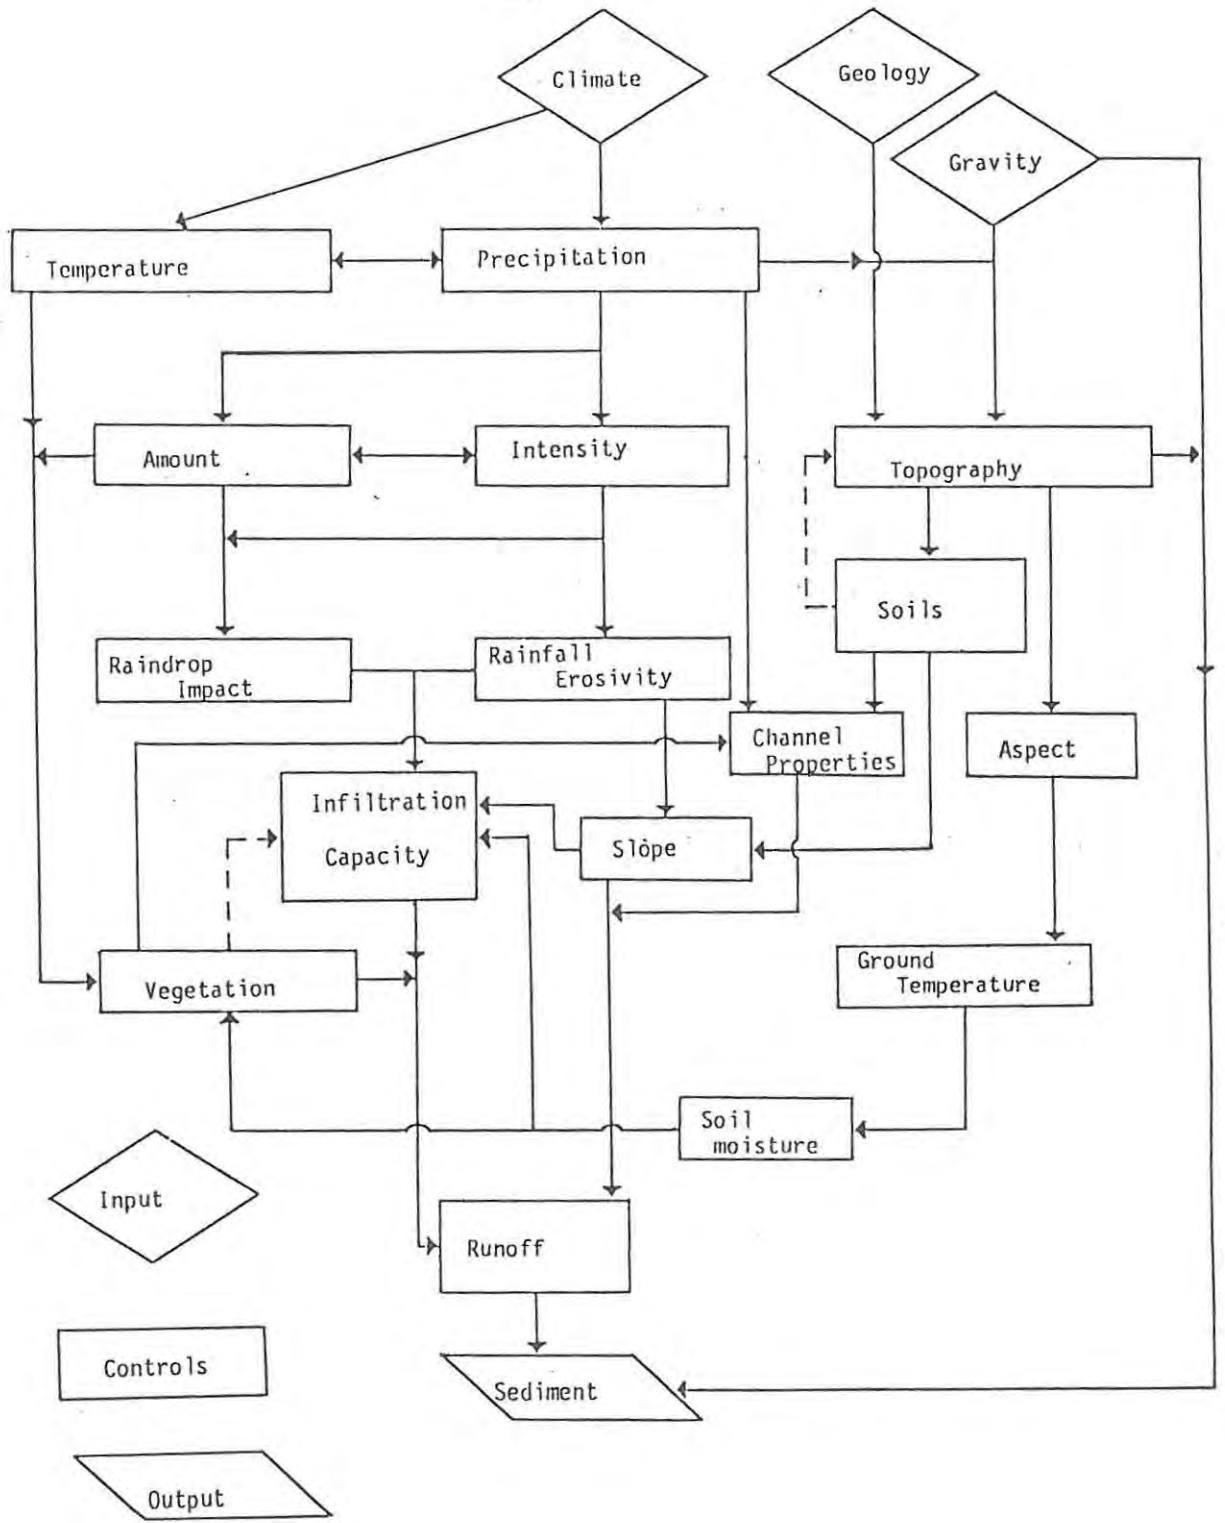 Climate
Geology
Gravity
Temperature
Precipitation
Amount
Intensity
Topography
Soils
Raindrop
Impact
Rainfall
Erosivity
Channel
Properties
Aspect
Infiltration
Capacity
Slope
Vegetation
Ground
Temperature
Soil
moisture
Input
Runoff
Controls
Sediment
Output